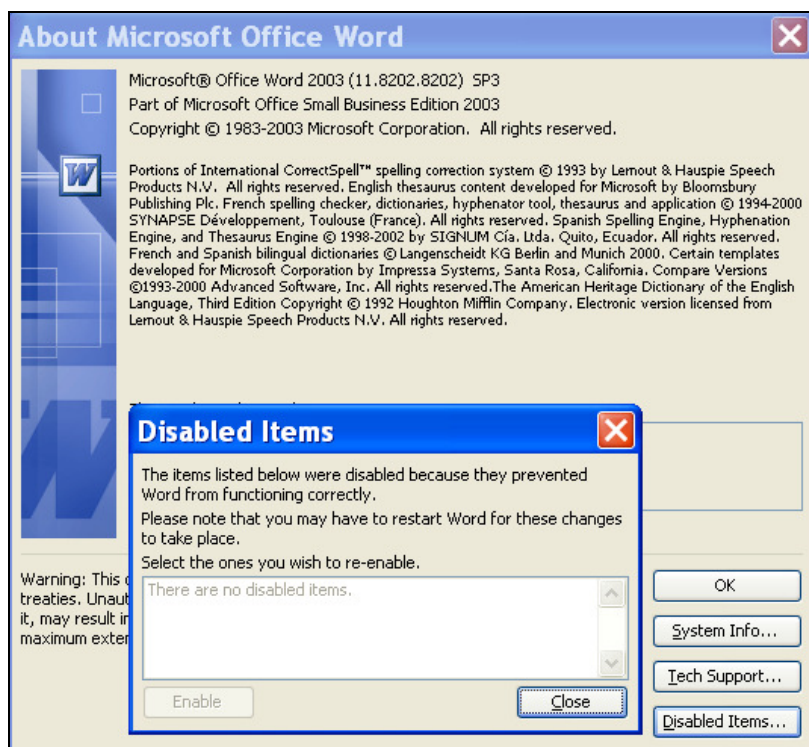 About Microsoft Office Word
Microsoft® Office Word 2003 (11.8202.8202) SP3
Part of Microsoft Office Small Business Edition 2003
Copyright © 1983-2003 Microsoft Corporation. All rights reserved.
W
Portions of International CorrectSpell™ spelling correction system © 1993 by Lernout & Hauspie Speech
Products N.V. All rights reserved. English thesaurus content developed for Microsoft by Bloomsbury
Publishing Plc. French spelling checker, dictionaries, hyphenator tool, thesaurus and application © 1994-2000
SYNAPSE Développement, Toulouse (France). All rights reserved. Spanish Spelling Engine, Hyphenation
Engine, and Thesaurus Engine © 1998-2002 by SIGNUM Cía. Ltda. Quito, Ecuador. All rights reserved.
French and Spanish bilingual dictionaries © Langenscheidt KG Berlin and Munich 2000. Certain templates
developed for Microsoft Corporation by Impressa Systems, Santa Rosa, California. Compare Versions
©1993-2000 Advanced Software, Inc. All rights reserved.The American Heritage Dictionary of the English
Language, Third Edition Copyright © 1992 Houghton Mifflin Company. Electronic version licensed from
Lernout & Hauspie Speech Products N.V. All rights reserved.
W
Disabled Items
The items listed below were disabled because they prevented
Word from functioning correctly.
Please note that you may have to restart Word for these changes
to take place.
Select the ones you wish to re-enable.
There are no disabled items.
Enable
Close
Warning: This
treaties. Unaut
it, may result in
maximum exter
OK
System Info...
Tech Support...
Disabled Items...